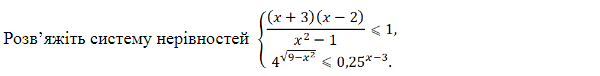 Розв’яжіть систему нерівностей { (x + 3)(x − 2) / x² − 1 ⩽ 1,
4^√(9−x²) ⩽ 0,25^(x−3).